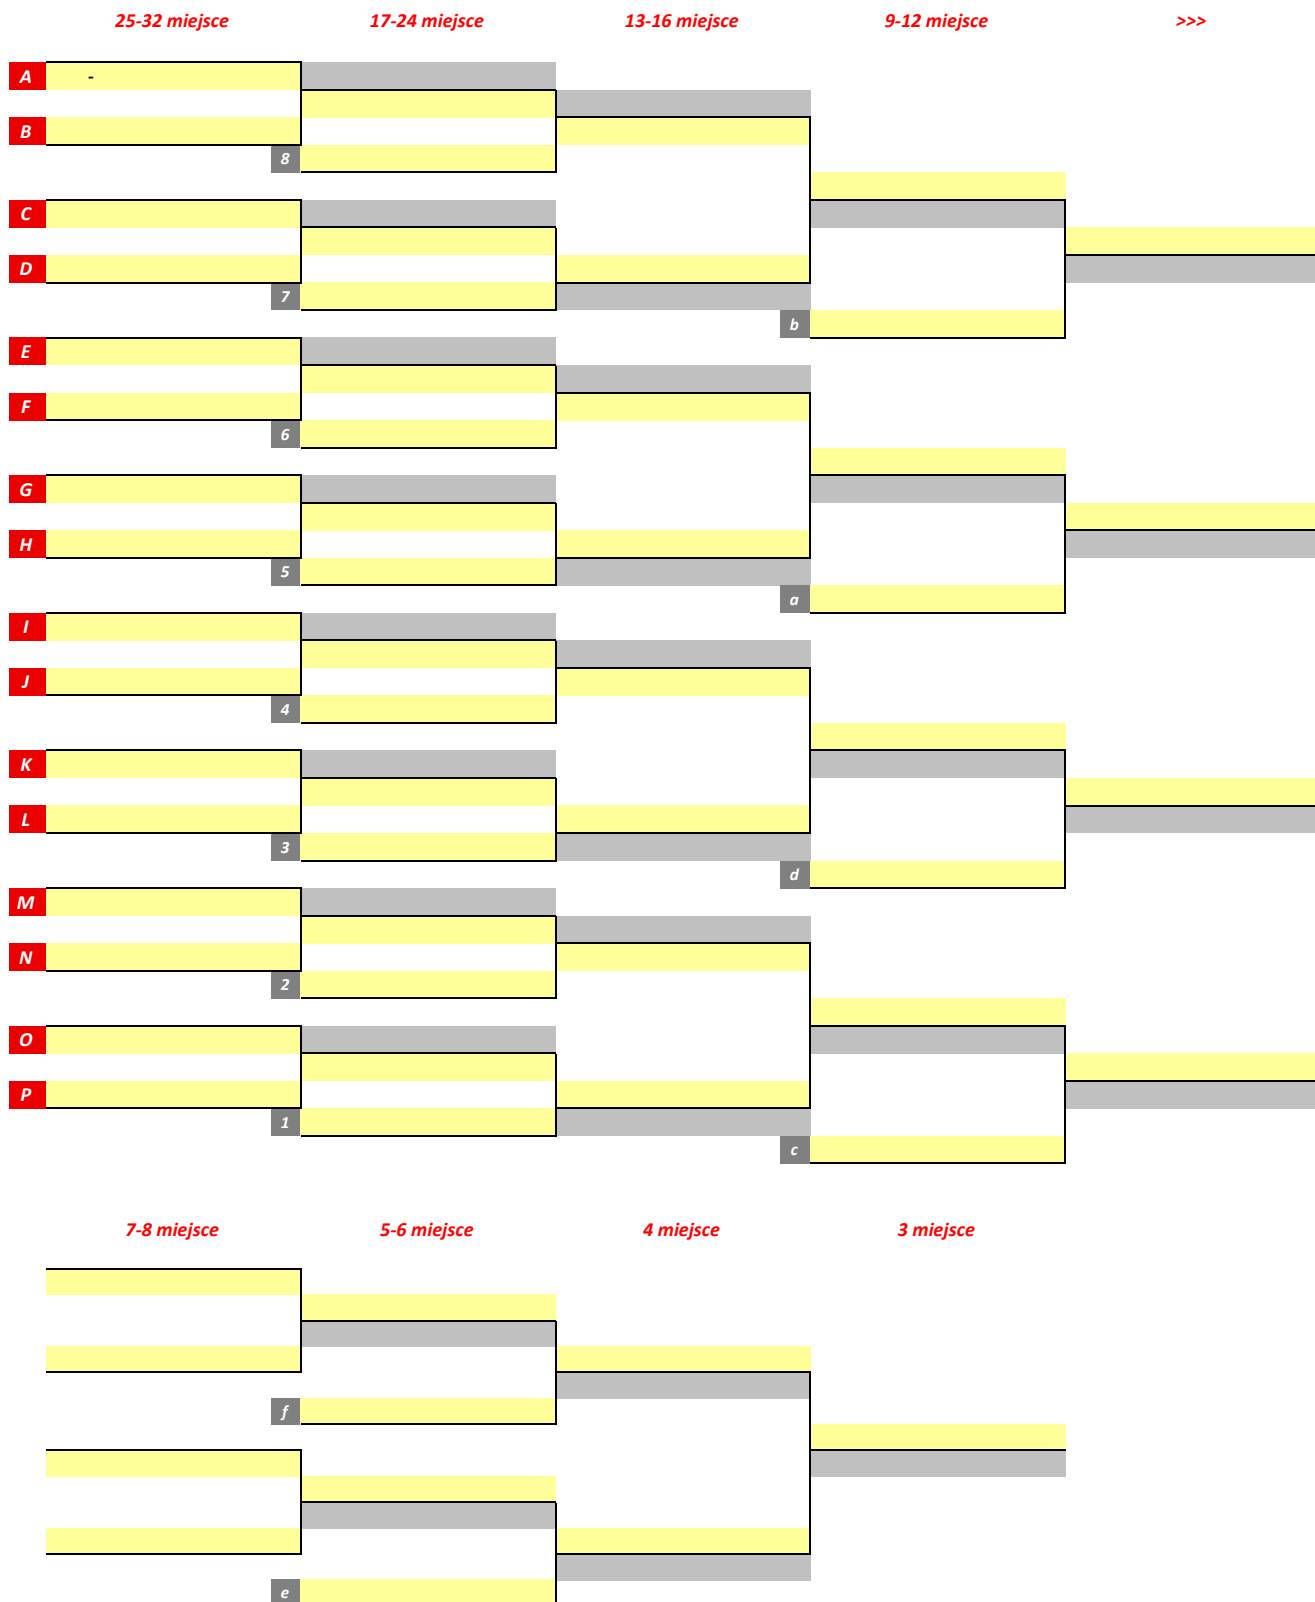 25-32 miejsce 17-24 miejsce 13-16 miejsce 9-12 miejsce >>>
A -
B
8
C
D
7
b
E
F
6
G
H
5
a
I
J
4
K
L
3
d
M
N
2
O
P
1
c
7-8 miejsce 5-6 miejsce 4 miejsce 3 miejsce
f
e